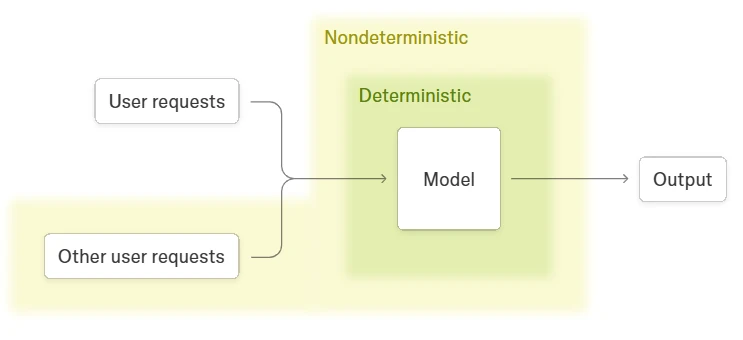 Nondeterministic
Deterministic
User requests
Model
Output
Other user requests